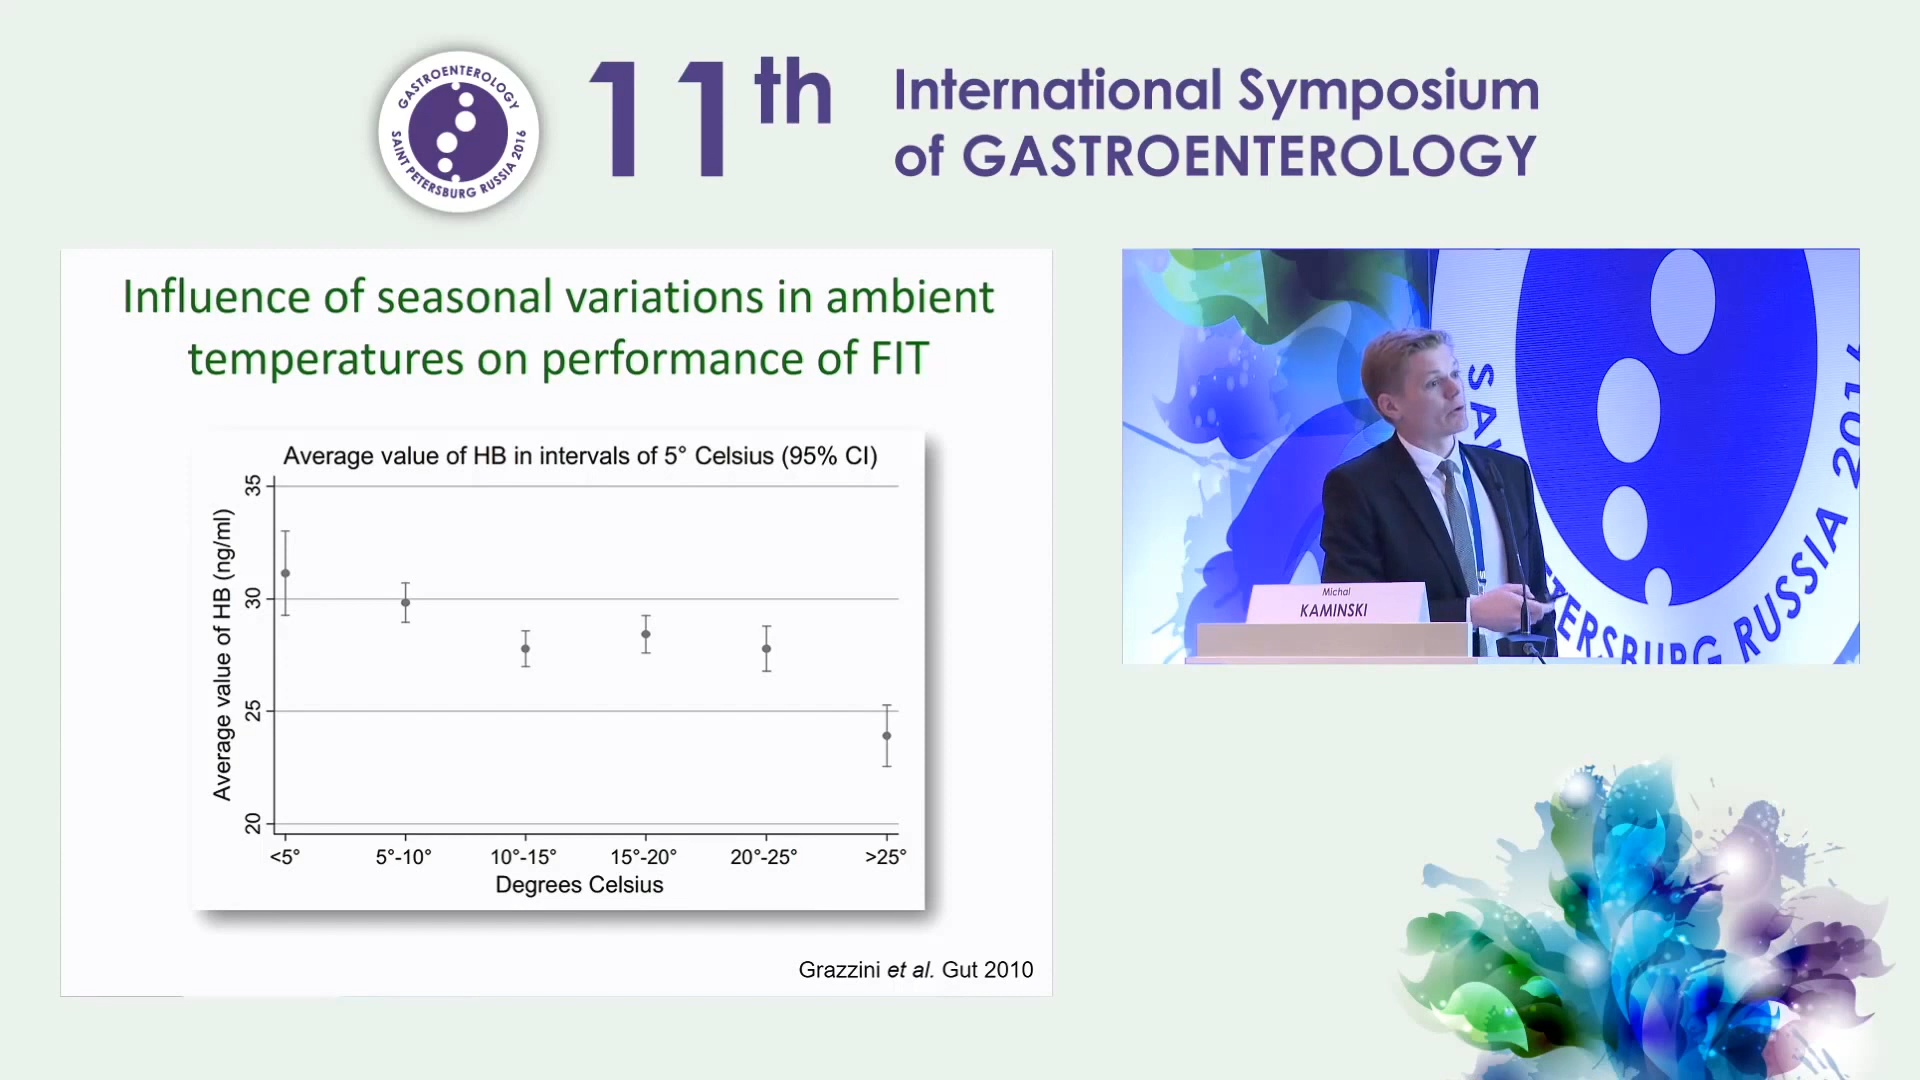 GASTROENTEROLOGY
SAINT PETERSBURG RUSSIA 2016
11th
International Symposium
of GASTROENTEROLOGY
Influence of seasonal variations in ambient
temperatures on performance of FIT
Average value of HB in intervals of 5° Celsius (95% CI)
Average value of HB (ng/ml)
35
30
25
20
<5°
5°-10°
10°-15°
15°-20°
20°-25°
>25°
Degrees Celsius
Grazzini et al. Gut 2010
Michal
KAMINSKI
SA
ERSBURG RUSSIA 2016